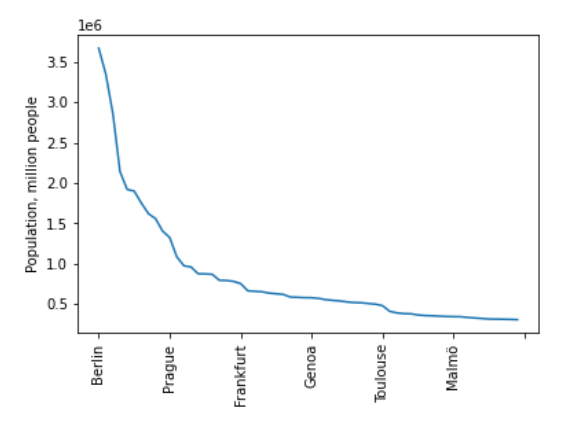 1e6
3.5
3.0
2.5
2.0
1.5
1.0
0.5
Population, million people
Berlin
Prague
Frankfurt
Genoa
Toulouse
Malmö